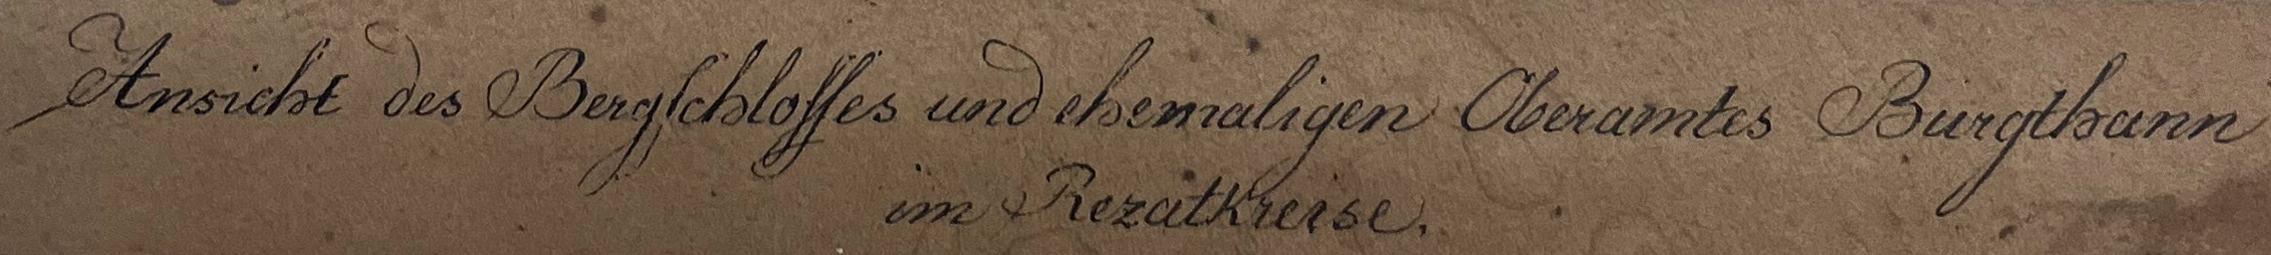 Ansicht des Bergſchloſſes und ehemaligen Oberamtes Burgthann
im Rezatkreise.